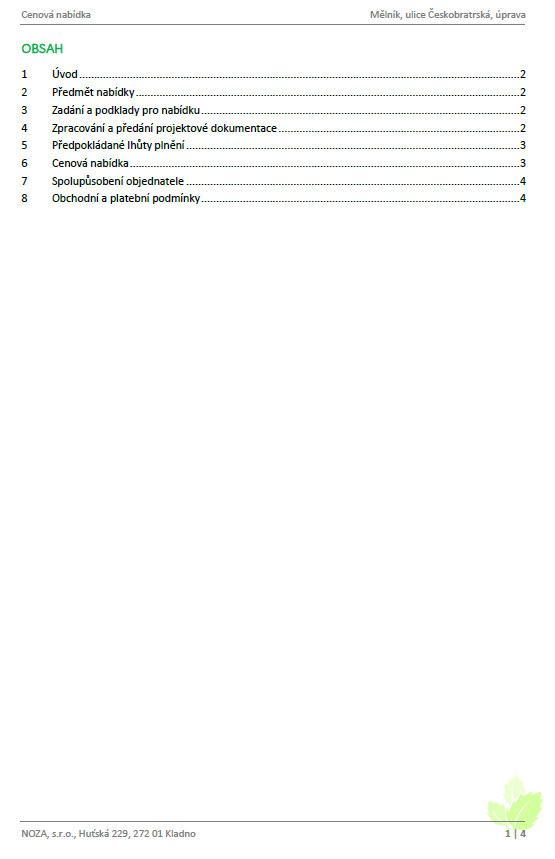 Cenová nabídka Mělník, ulice Českobratrská, úprava
OBSAH
1 Úvod 2
2 Předmět nabídky 2
3 Zadání a podklady pro nabídku 2
4 Zpracování a předání projektové dokumentace 2
5 Předpokládané lhůty plnění 3
6 Cenová nabídka 3
7 Spolupůsobení objednatele 4
8 Obchodní a platební podmínky 4
NOZA, s.r.o., Huťská 229, 272 01 Kladno 1 | 4